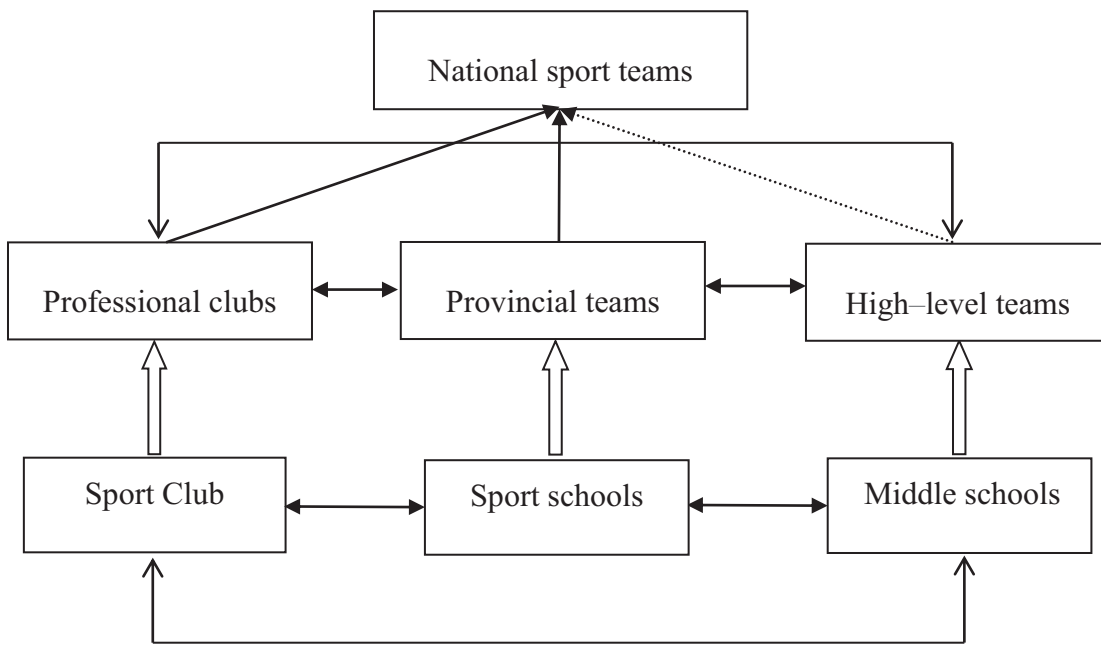 National sport teams
Professional clubs
Provincial teams
High–level teams
Sport Club
Sport schools
Middle schools